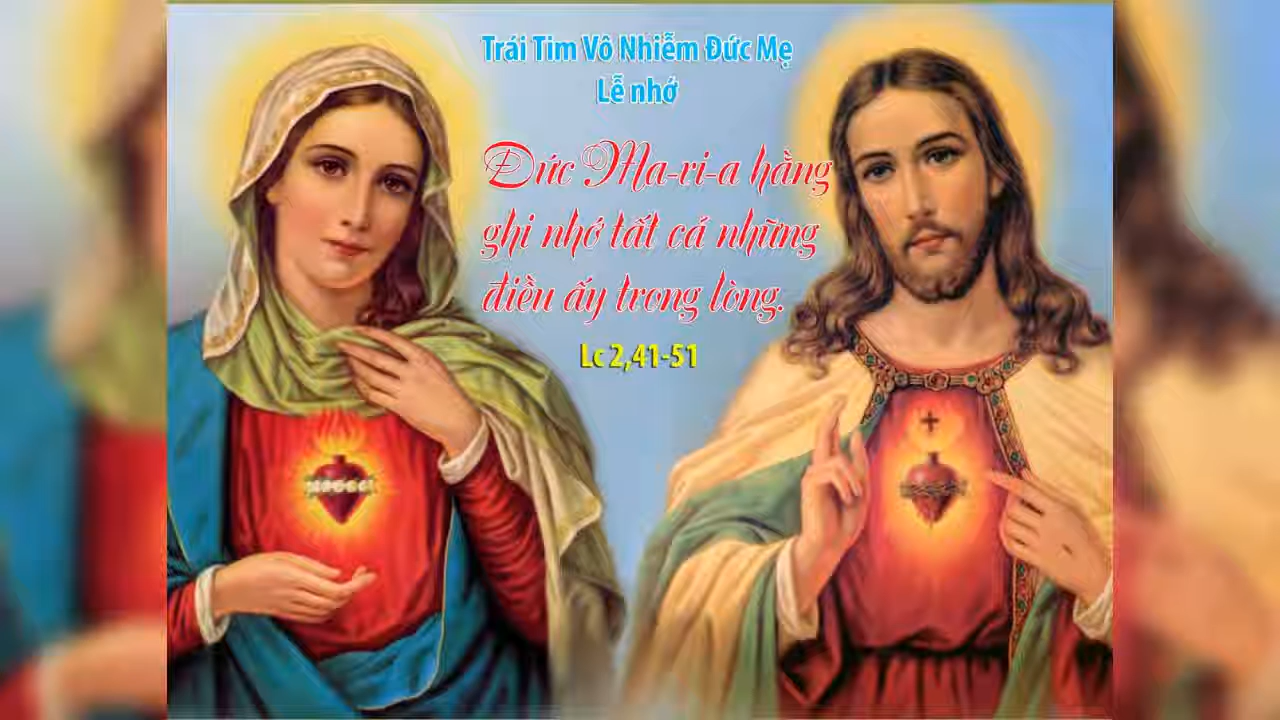 Trái Tim Vô Nhiễm Đức Mẹ
Lễ nhớ
Đức Ma-ri-a hằng
ghi nhớ tất cả những
điều ấy trong lòng.
Lc 2,41-51